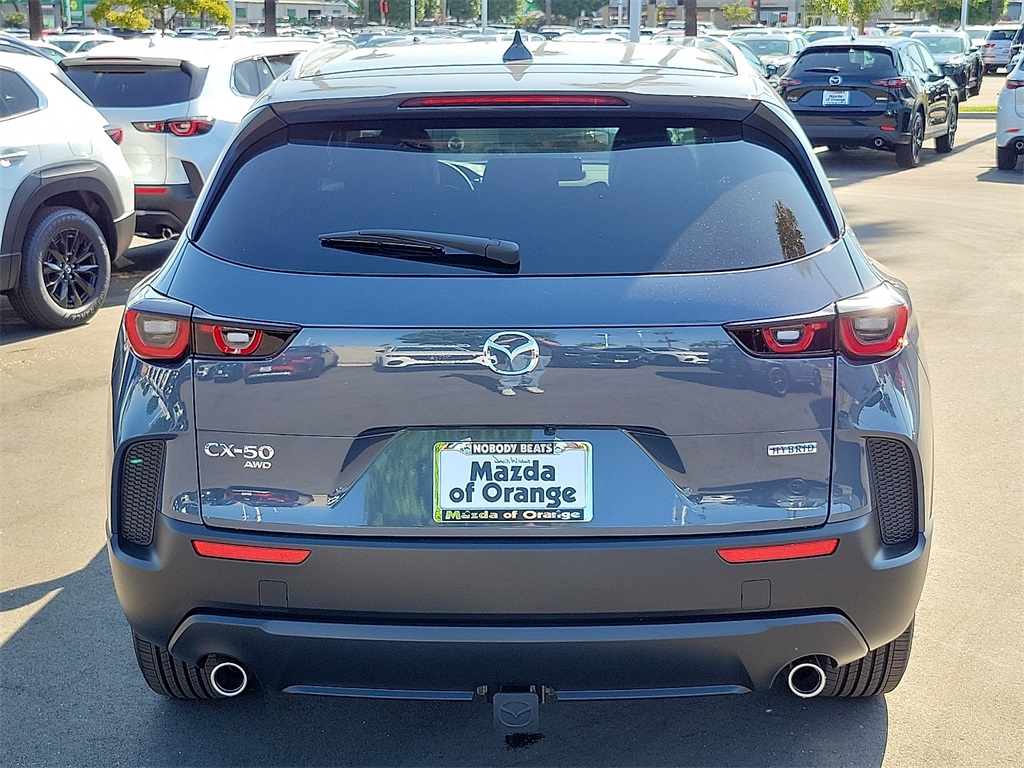 CX-50
AWD
HYBRID
NOBODY BEATS
Mazda
of Orange
Mazda of Orange